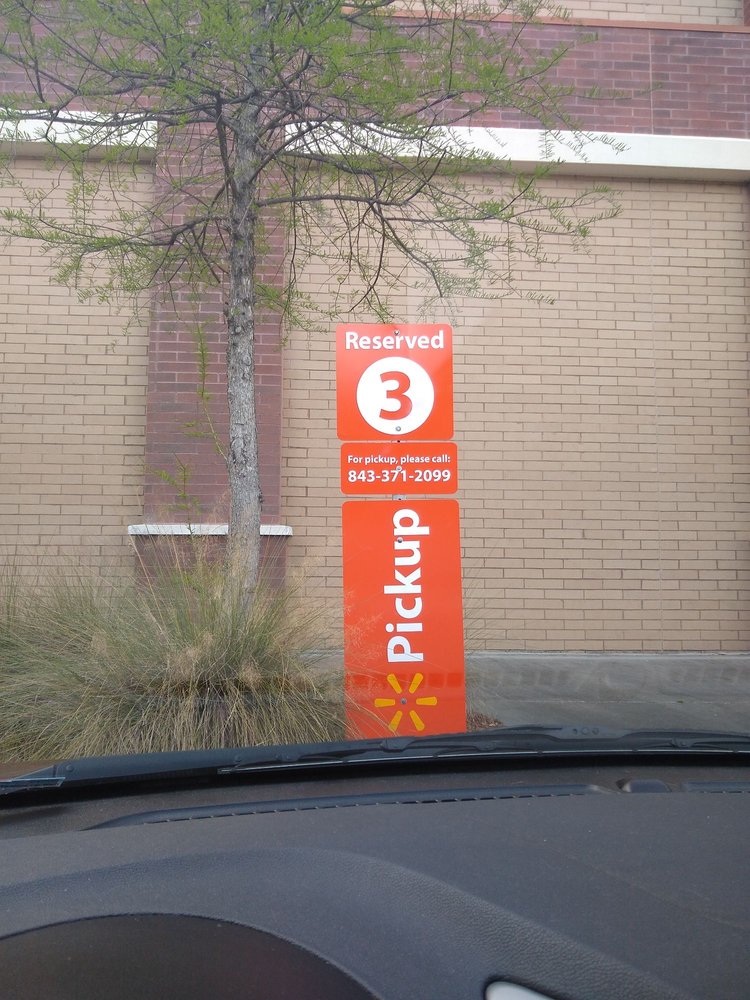 Reserved
3
For pickup, please call:
843-371-2099
Pickup